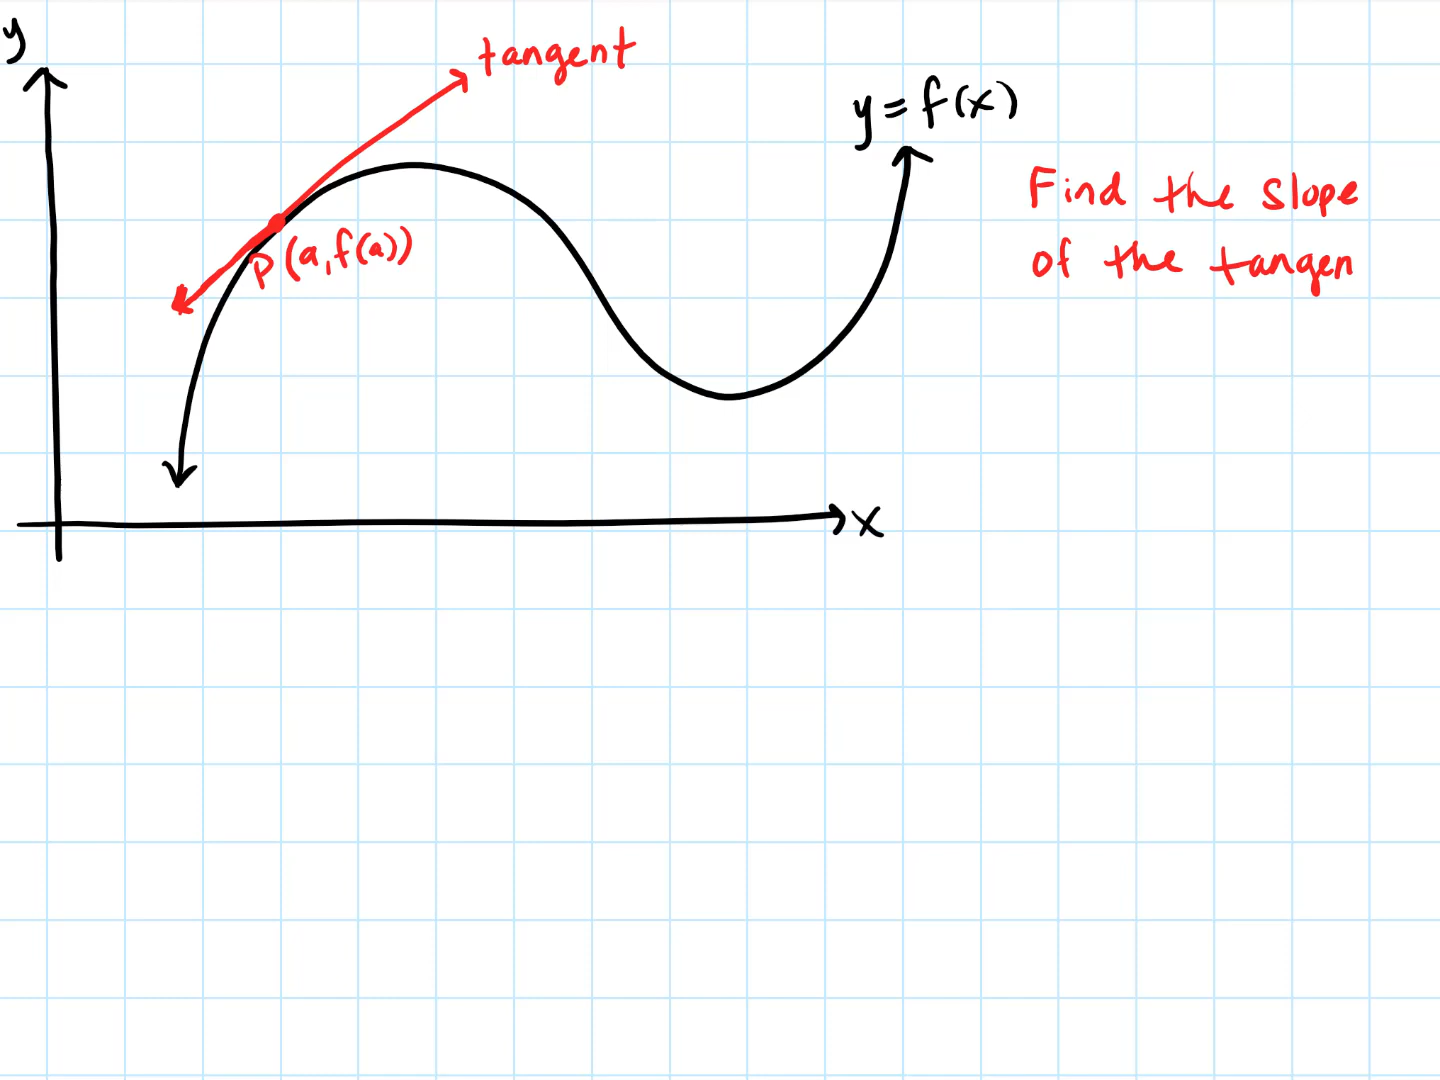 y
tangent
y = f(x)
P(a, f(a))
Find the slope
of the tangen
x